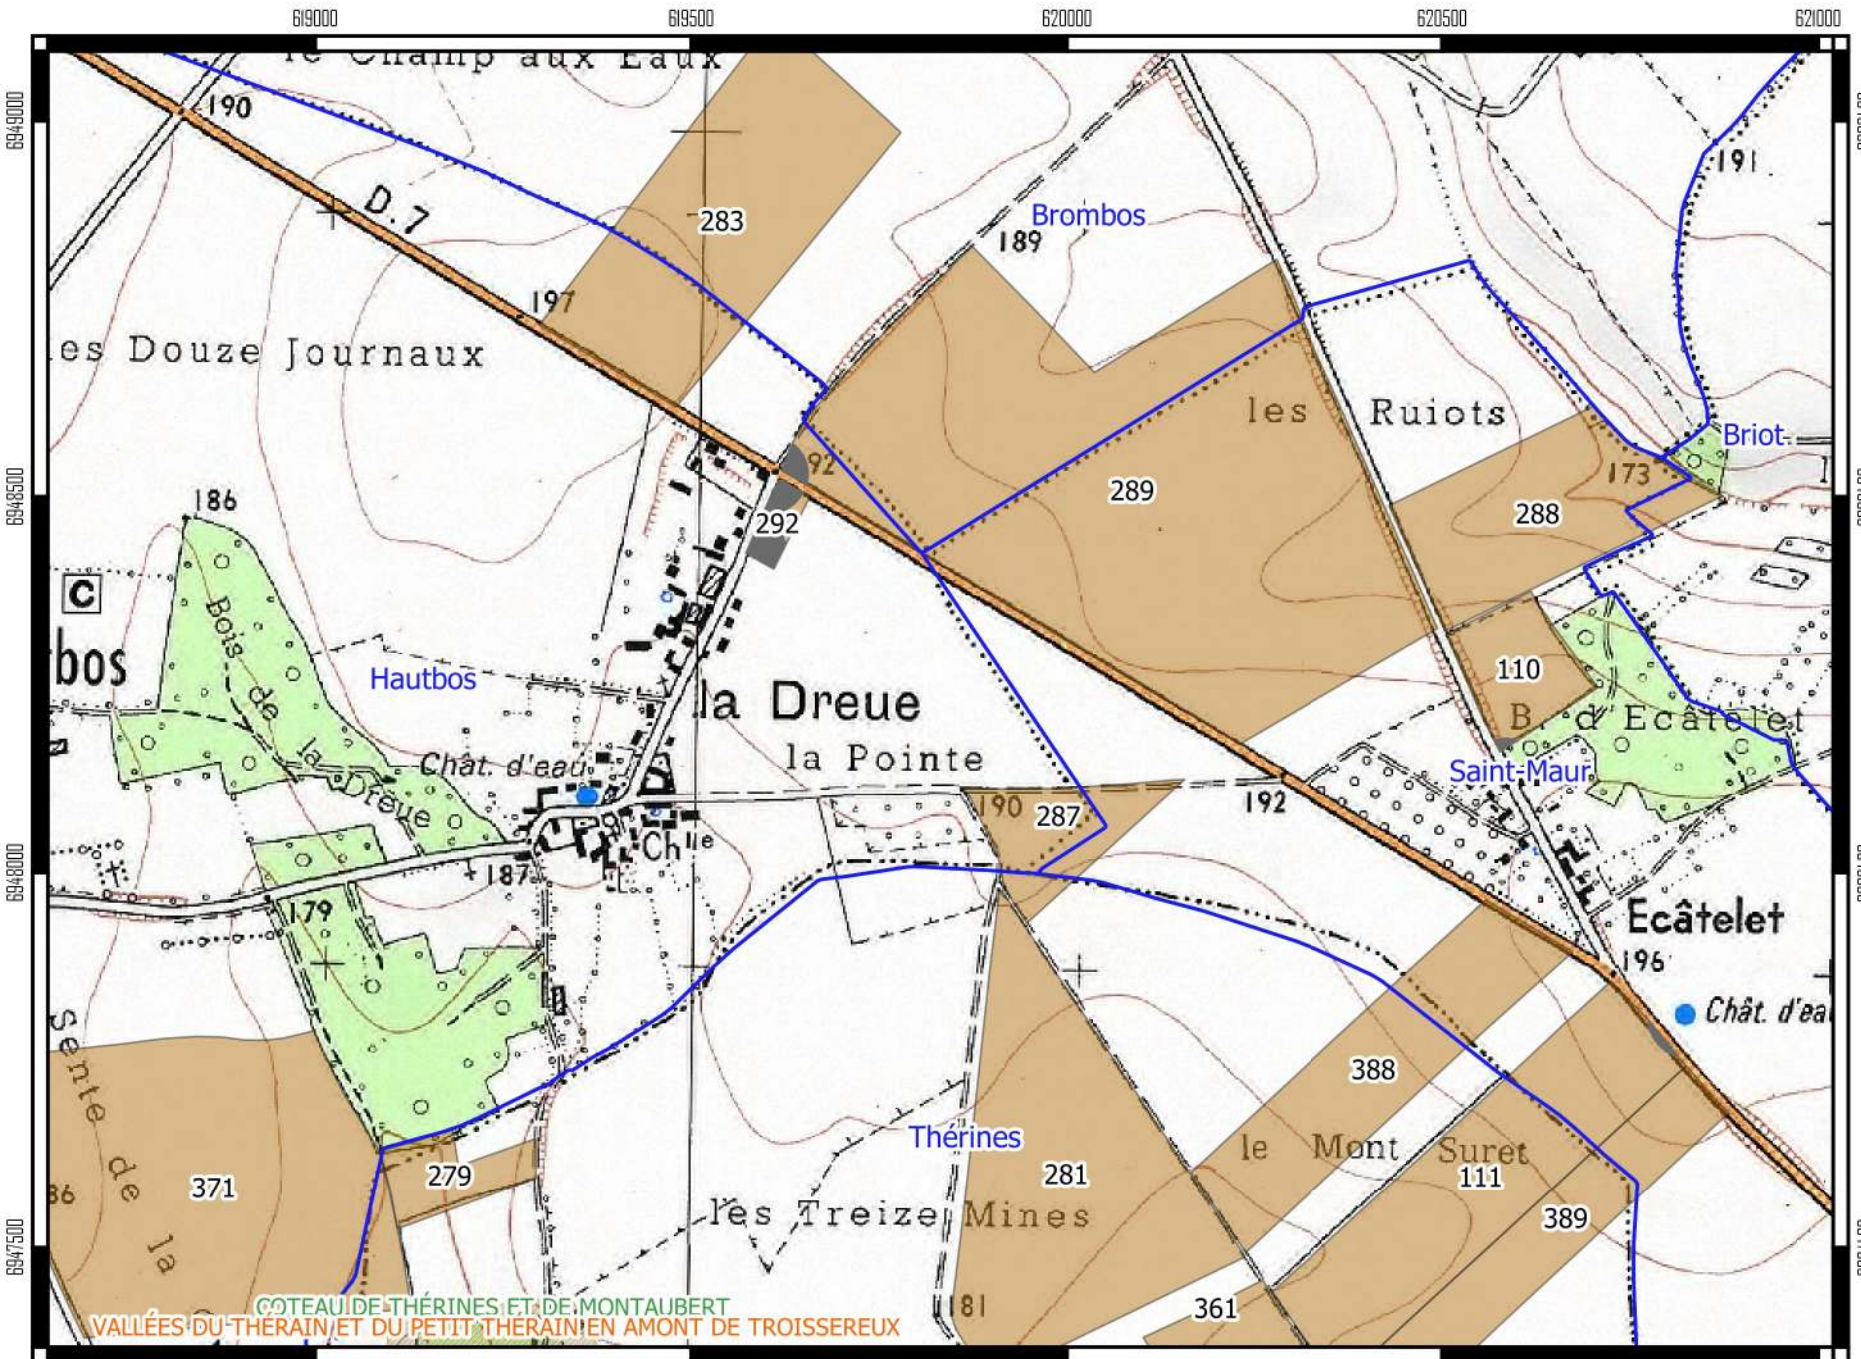 619000 619500 620000 620500 621000
le Champ aux Eaux
6949000
190
191
D. 7
283
Brombos
189
197
es Douze Journaux
les Ruiots
Briot
92
173
289
288
6948500
186
292
C
bos
Bois de la Dreue
Hautbos
110
la Dreue
B. d'Ecâtelet
la Pointe
Chât. d'eau
Saint-Maur
190
287
192
Chlle
187
6948000
179
Ecâtelet
196
Chât. d'eau
Sente de la
388
Thérines
le Mont Suret
281
111
279
371
86
les Treize Mines
389
6947500
181
361
COTEAU DE THÉRINES ET DE MONTAUBERT
VALLÉES DU THÉRAIN ET DU PETIT THÉRAIN EN AMONT DE TROISSEREUX